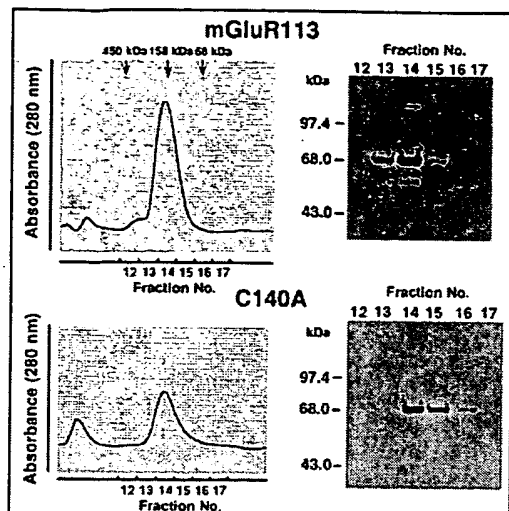 mGluR113
450 kDa 158 kDa 68 kDa
Absorbance (280 nm)
12 13 14 15 16 17
Fraction No.
Fraction No.
12 13 14 15 16 17
kDa
97.4 –
68.0 –
43.0 –
C140A
Absorbance (280 nm)
12 13 14 15 16 17
Fraction No.
Fraction No.
12 13 14 15 16 17
kDa
97.4 –
68.0 –
43.0 –